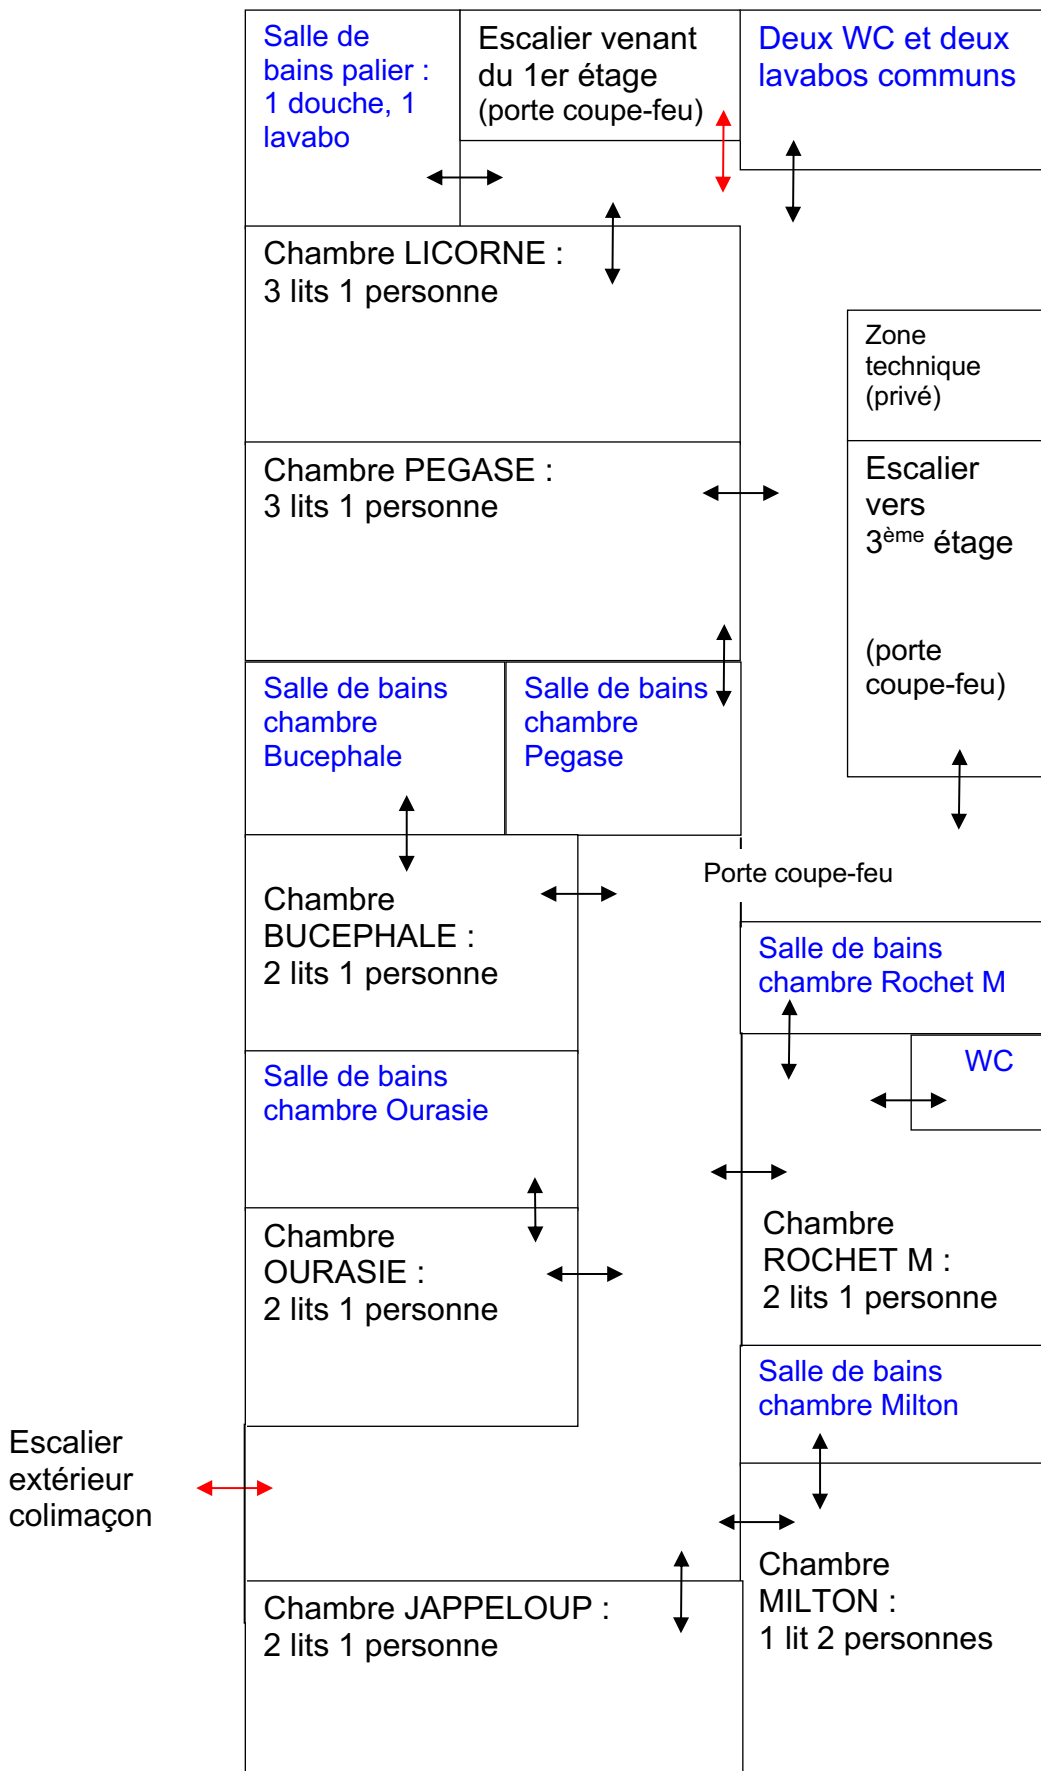 Salle de
bains palier :
1 douche, 1
lavabo
Escalier venant
du 1er étage
(porte coupe-feu)
Deux WC et deux
lavabos communs
Chambre LICORNE :
3 lits 1 personne
Zone
technique
(privé)
Chambre PEGASE :
3 lits 1 personne
Escalier
vers
3ème étage
(porte
coupe-feu)
Salle de bains
chambre
Bucephale
Salle de bains
chambre
Pegase
Porte coupe-feu
Chambre
BUCEPHALE :
2 lits 1 personne
Salle de bains
chambre Rochet M
WC
Salle de bains
chambre Ourasie
Chambre
OURASIE :
2 lits 1 personne
Chambre
ROCHET M :
2 lits 1 personne
Salle de bains
chambre Milton
Escalier
extérieur
colimaçon
Chambre
MILTON :
1 lit 2 personnes
Chambre JAPPELOUP :
2 lits 1 personne